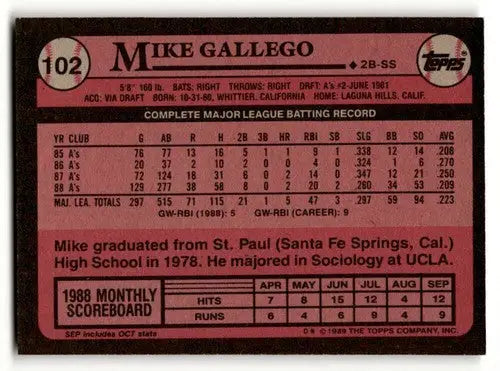 102
MIKE GALLEGO
◆ 2B-SS
TOPPS
5'8" 160 lb. BATS: RIGHT THROWS: RIGHT DRFT: A's #2-JUNE 1981
ACQ: VIA DRAFT BORN: 10-31-60, WHITTIER, CALIFORNIA HOME: LAGUNA HILLS, CALIF.
COMPLETE MAJOR LEAGUE BATTING RECORD
YR CLUB G AB R H 2B 3B HR RBI SB SLG BB SO AVG
85 A's 76 77 13 16 5 1 1 9 1 .338 12 14 .208
86 A's 20 37 2 10 2 0 0 4 0 .324 1 6 .270
87 A's 72 124 18 31 6 0 2 14 0 .347 12 21 .250
88 A's 129 277 38 58 8 0 2 20 2 .260 34 53 .209
MAJ. LEA. TOTALS 297 515 71 115 21 1 5 47 3 .297 59 94 .223
GW-RBI (1988): 5 GW-RBI (CAREER): 9
Mike graduated from St. Paul (Santa Fe Springs, Cal.)
High School in 1978. He majored in Sociology at UCLA.
1988 MONTHLY SCOREBOARD
APR MAY JUN JUL AUG SEP
HITS 7 8 15 12 4 12
RUNS 6 4 6 9 4 9
SEP includes OCT stats
© 1989 THE TOPPS COMPANY, INC.